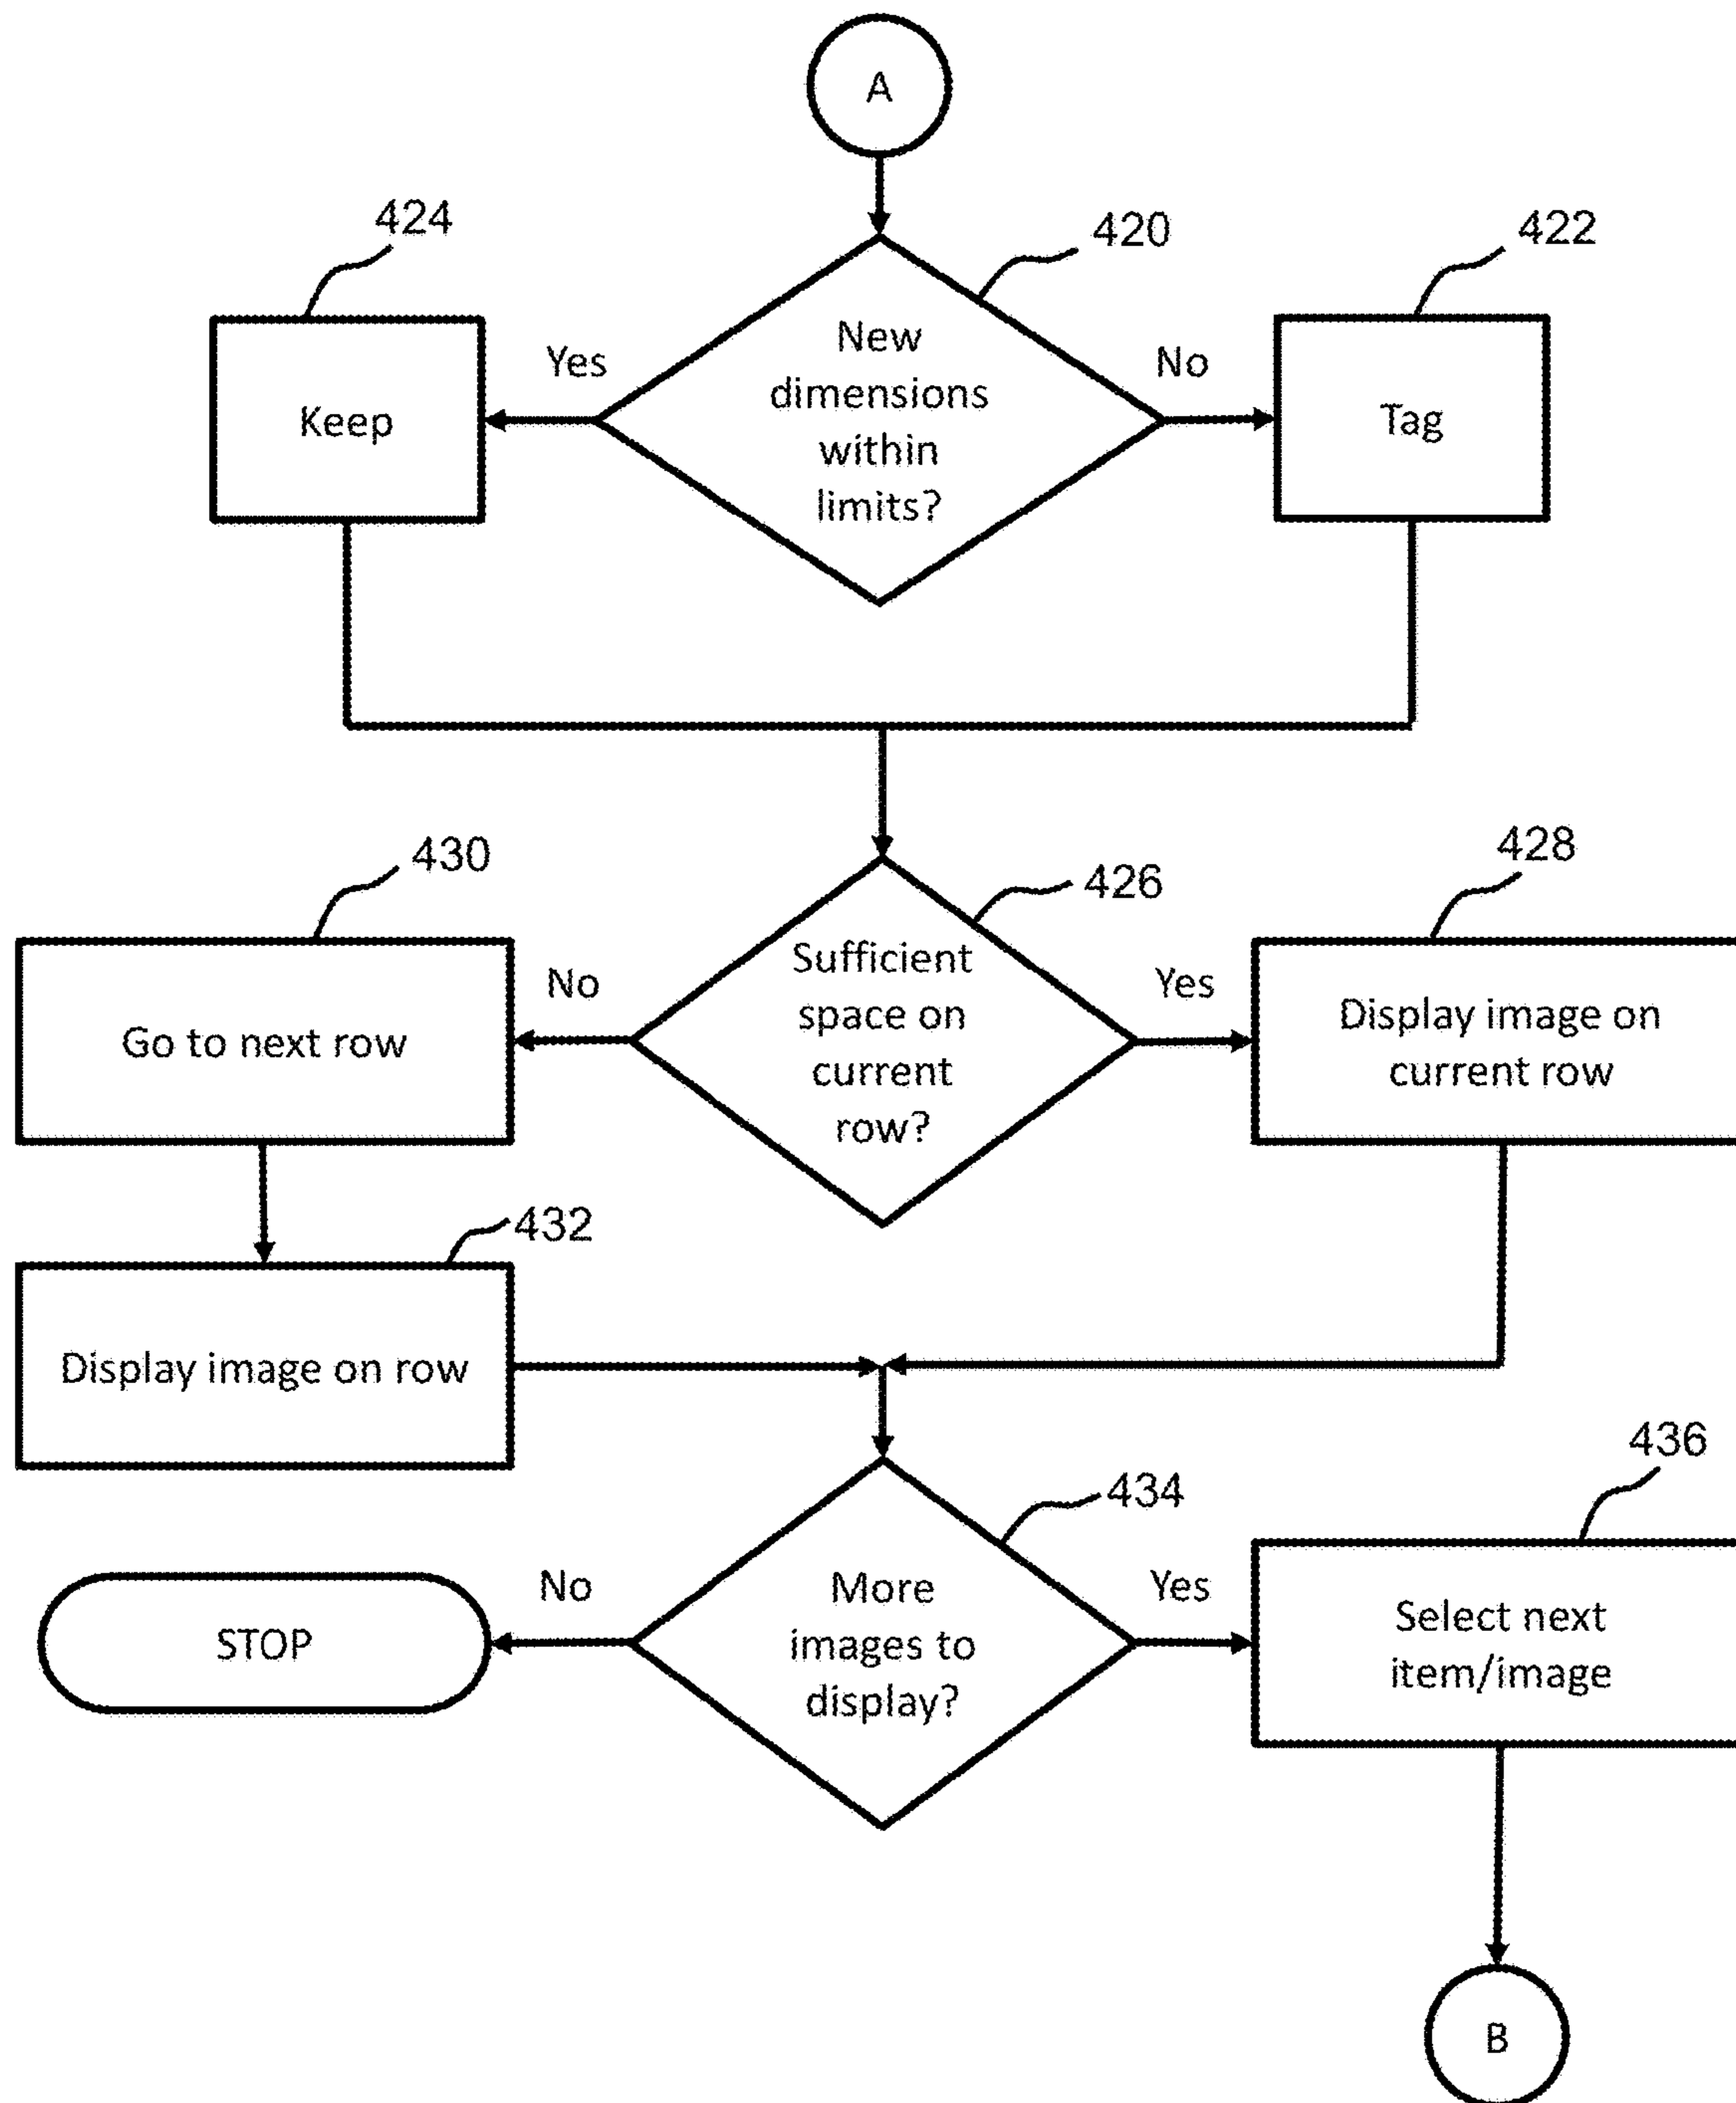 A
424
420
422
Yes
No
Keep
New
dimensions
within
limits?
Tag
430
426
428
No
Yes
Go to next row
Sufficient
space on
current
row?
Display image on
current row
432
Display image on row
434
436
No
Yes
STOP
More
images to
display?
Select next
item/image
B